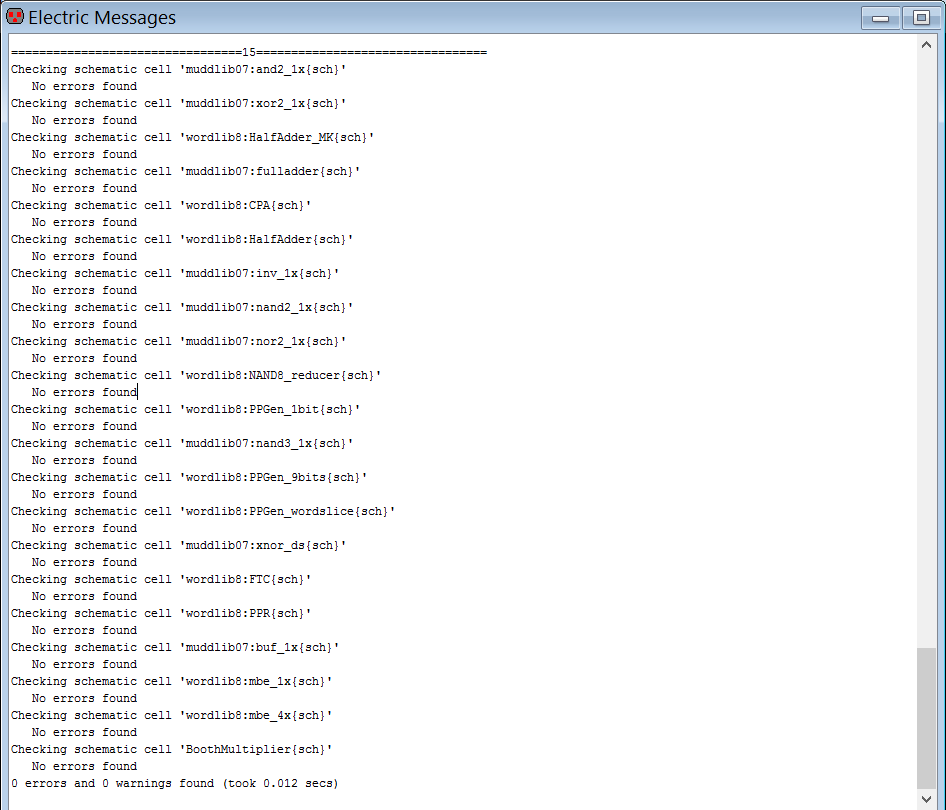 Electric Messages
=================================15=================================
Checking schematic cell 'muddlib07:and2_1x{sch}'
No errors found
Checking schematic cell 'muddlib07:xor2_1x{sch}'
No errors found
Checking schematic cell 'wordlib8:HalfAdder_MK{sch}'
No errors found
Checking schematic cell 'muddlib07:fulladder{sch}'
No errors found
Checking schematic cell 'wordlib8:CPA{sch}'
No errors found
Checking schematic cell 'wordlib8:HalfAdder{sch}'
No errors found
Checking schematic cell 'muddlib07:inv_1x{sch}'
No errors found
Checking schematic cell 'muddlib07:nand2_1x{sch}'
No errors found
Checking schematic cell 'muddlib07:nor2_1x{sch}'
No errors found
Checking schematic cell 'wordlib8:NAND8_reducer{sch}'
No errors found
Checking schematic cell 'wordlib8:PPGen_1bit{sch}'
No errors found
Checking schematic cell 'muddlib07:nand3_1x{sch}'
No errors found
Checking schematic cell 'wordlib8:PPGen_9bits{sch}'
No errors found
Checking schematic cell 'wordlib8:PPGen_wordslice{sch}'
No errors found
Checking schematic cell 'muddlib07:xnor_ds{sch}'
No errors found
Checking schematic cell 'wordlib8:FTC{sch}'
No errors found
Checking schematic cell 'wordlib8:PPR{sch}'
No errors found
Checking schematic cell 'muddlib07:buf_1x{sch}'
No errors found
Checking schematic cell 'wordlib8:mbe_1x{sch}'
No errors found
Checking schematic cell 'wordlib8:mbe_4x{sch}'
No errors found
Checking schematic cell 'BoothMultiplier{sch}'
No errors found
0 errors and 0 warnings found (took 0.012 secs)